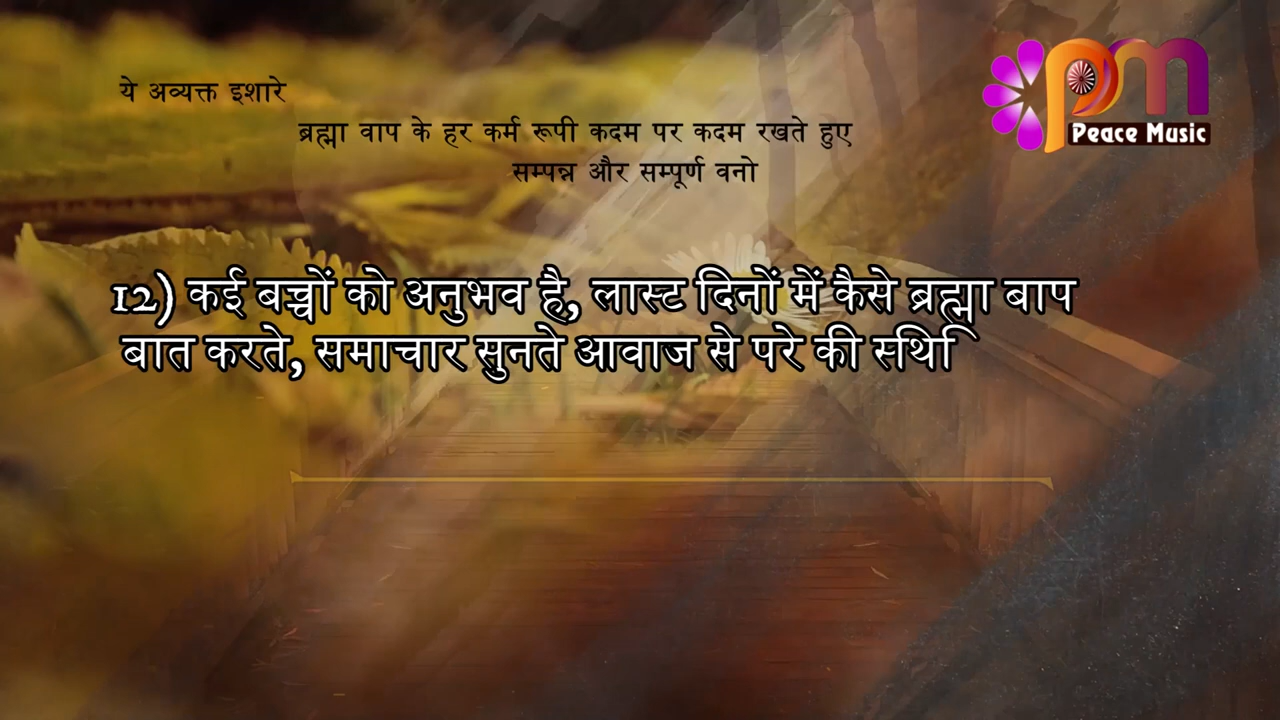 ये अव्यक्त इशारे
ब्रह्मा वाप के हर कर्म रूपी कदम पर कदम रखते हुए
सम्पन्न और सम्पूर्ण वनो
12) कई बच्चों को अनुभव है, लास्ट दिनों में कैसे ब्रह्मा बाप
बात करते, समाचार सुनते आवाज से परे की स्थिि
pm
Peace Music